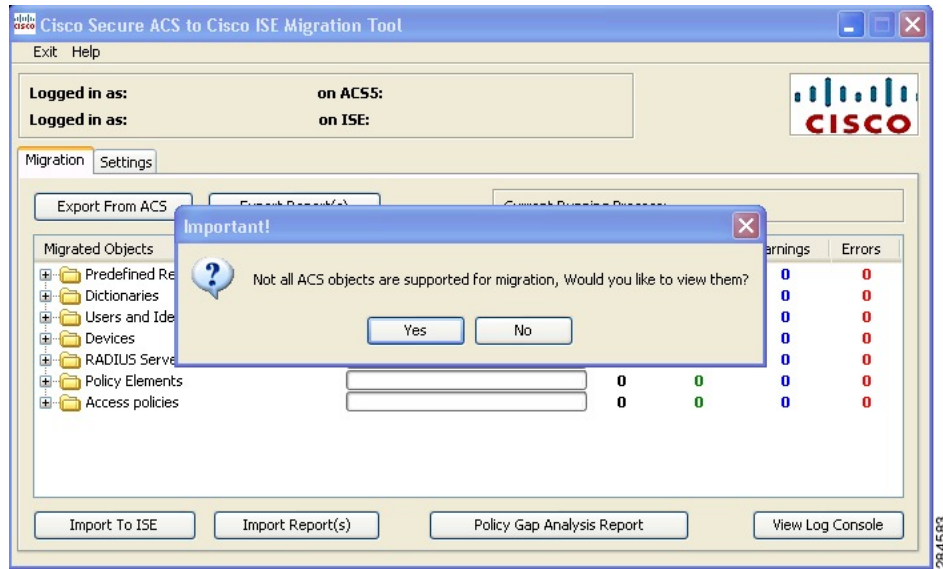 Cisco Secure ACS to Cisco ISE Migration Tool
Exit Help
Logged in as: on ACS5:
Logged in as: on ISE:
CISCO
Migration Settings
Export From ACS
Important!
Migrated Objects Errors
Not all ACS objects are supported for migration, Would you like to view them?
Yes No
Predefined 0 0
Dictionaries 0 0
Users and 0 0
Devices 0 0
RADIUS 0 0
Policy Elements 0 0 0 0
Access policies 0 0 0 0
Import To ISE Import Report(s) Policy Gap Analysis Report View Log Console
284583